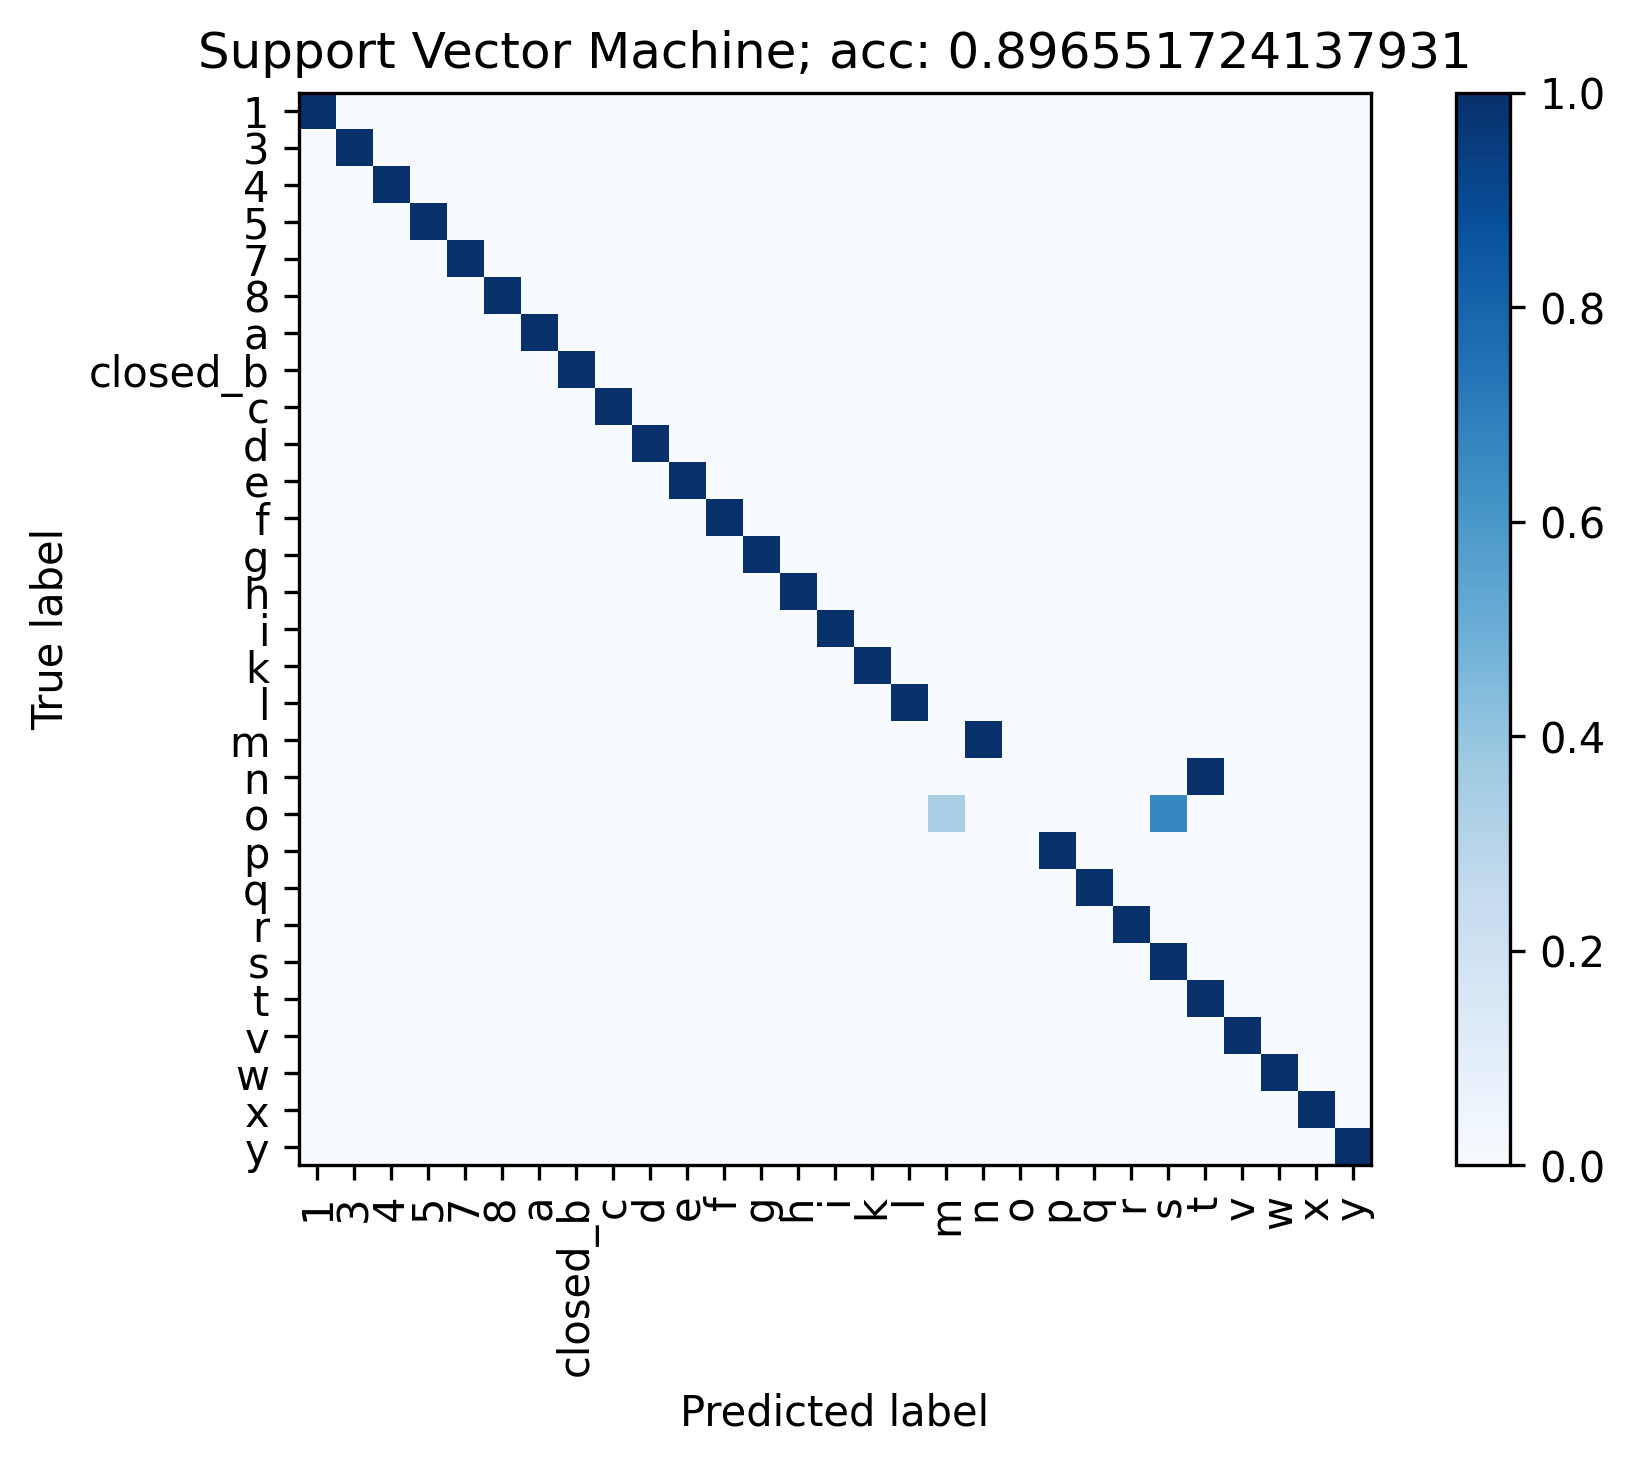 Support Vector Machine; acc: 0.896551724137931
True label
1
3
4
5
7
8
a
closed_b
c
d
e
f
g
h
i
k
l
m
n
o
p
q
r
s
t
v
w
x
y
1 3 4 5 7 8 a closed_b c d e f g h i k l m n o p q r s t v w x y
Predicted label
1.0
0.8
0.6
0.4
0.2
0.0